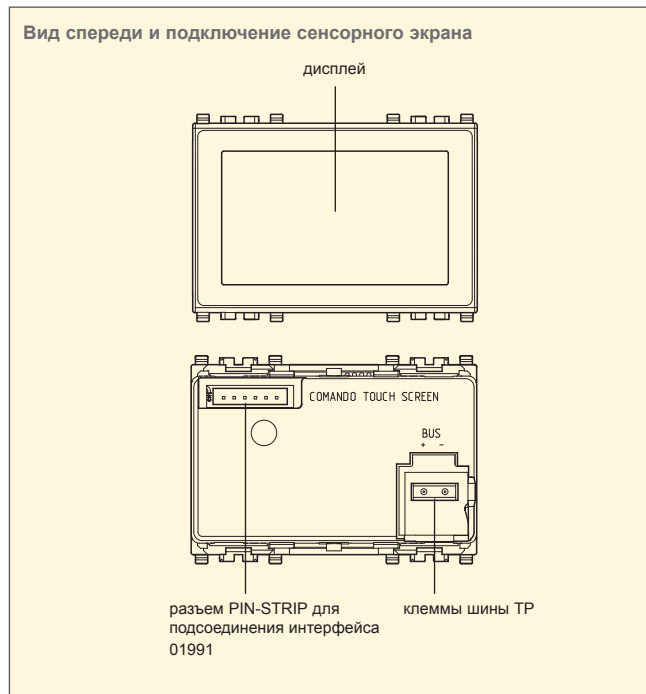 Вид спереди и подключение сенсорного экрана
дисплей
COMANDO TOUCH SCREEN
BUS
+ -
разъем PIN-STRIP для
подсоединения интерфейса
01991
клеммы шины TP